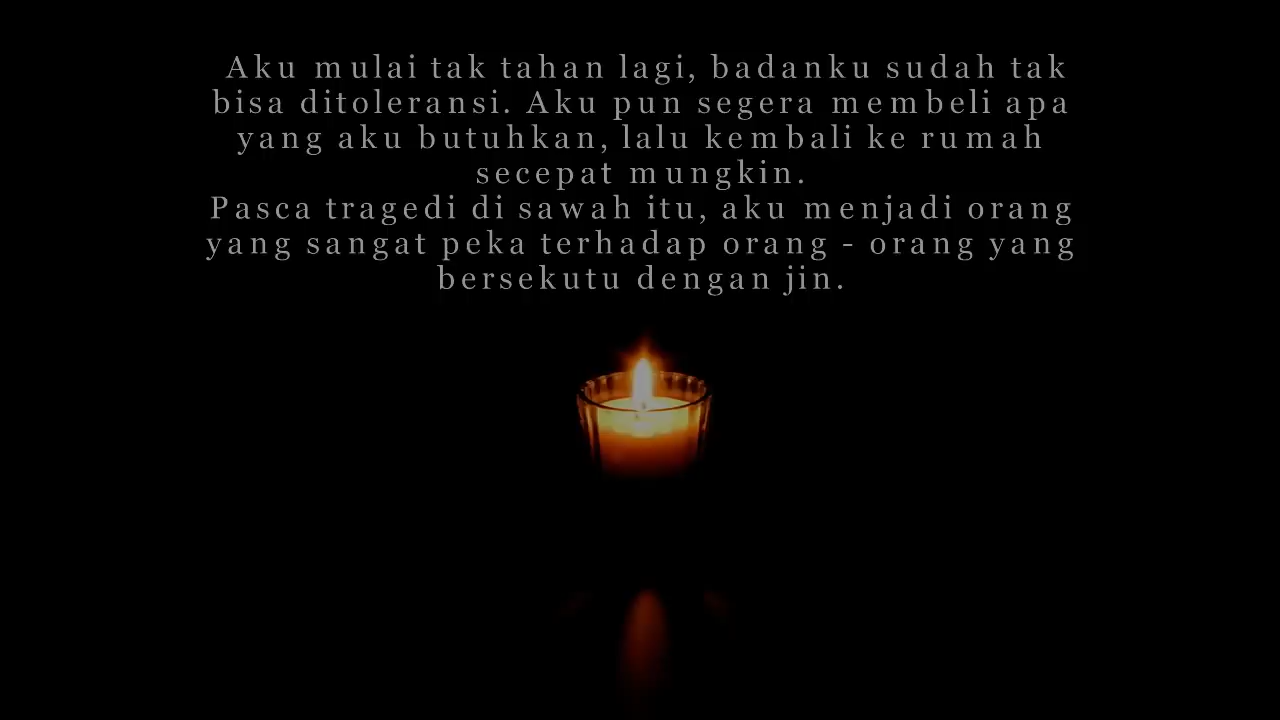 Aku mulai tak tahan lagi, badanku sudah tak
bisa ditoleransi. Aku pun segera membeli apa
yang aku butuhkan, lalu kembali ke rumah
secepat mungkin.
Pasca tragedi di sawah itu, aku menjadi orang
yang sangat peka terhadap orang - orang yang
bersekutu dengan jin.